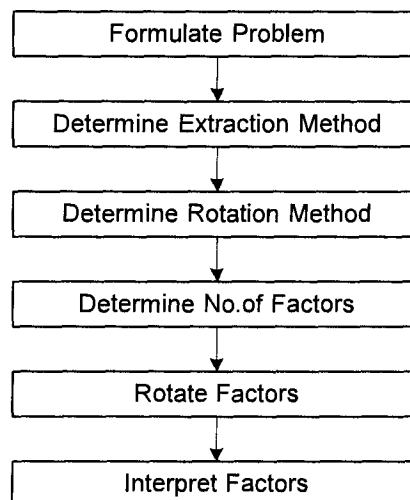 Formulate Problem
Determine Extraction Method
Determine Rotation Method
Determine No.of Factors
Rotate Factors
Interpret Factors